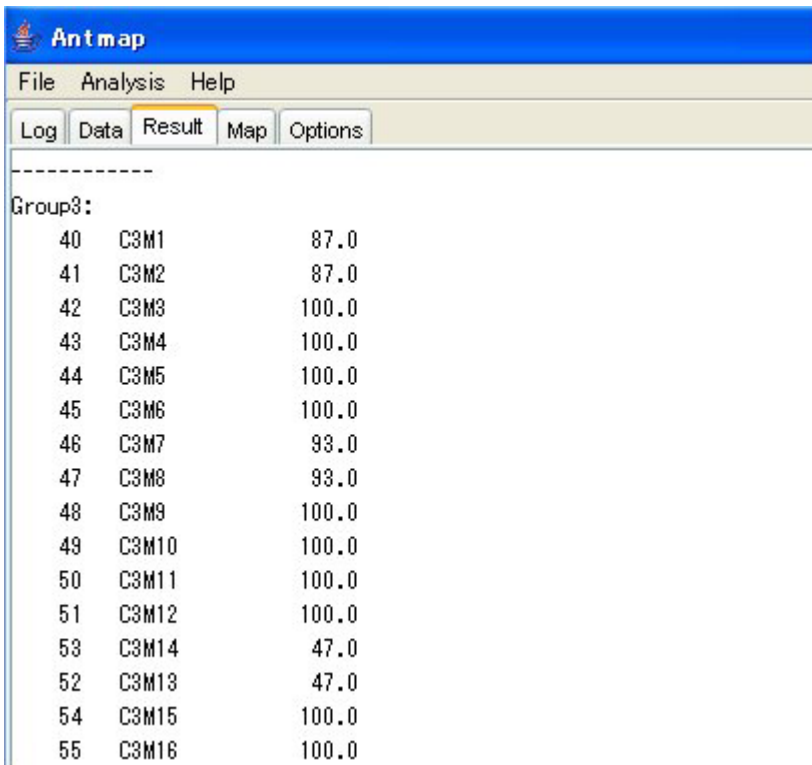 Antmap
File Analysis Help
Log Data Result Map Options
------------
Group3:
40 C3M1 87.0
41 C3M2 87.0
42 C3M3 100.0
43 C3M4 100.0
44 C3M5 100.0
45 C3M6 100.0
46 C3M7 93.0
47 C3M8 93.0
48 C3M9 100.0
49 C3M10 100.0
50 C3M11 100.0
51 C3M12 100.0
53 C3M14 47.0
52 C3M13 47.0
54 C3M15 100.0
55 C3M16 100.0